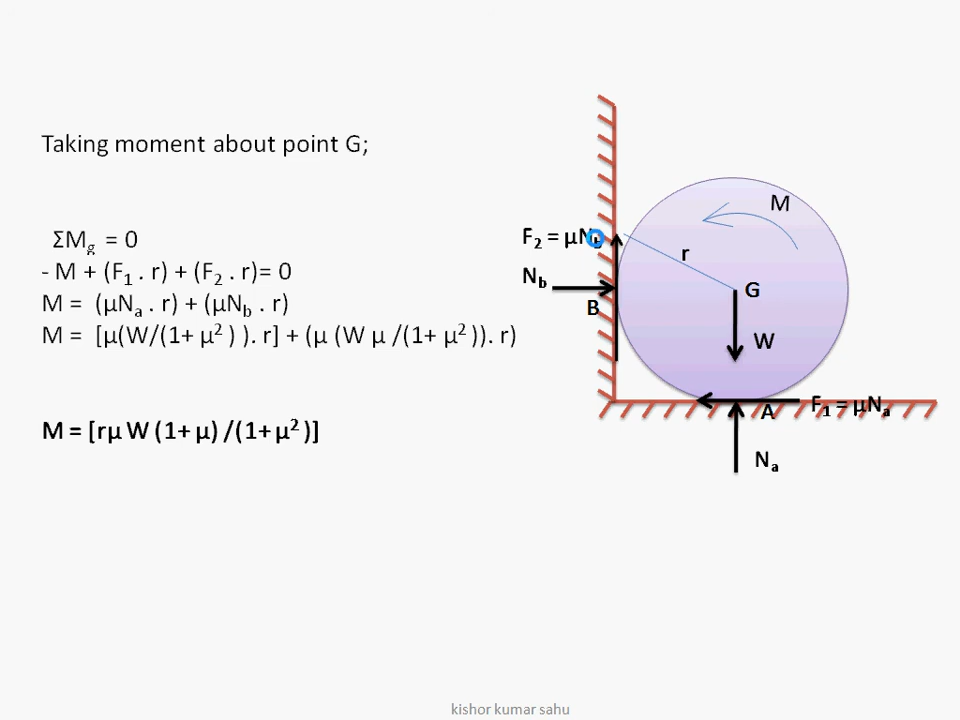 Taking moment about point G;
ΣMg = 0
- M + (F₁ . r) + (F₂ . r)= 0
M = (µNₐ . r) + (µNb . r)
M = [µ(W/(1+ µ² ) ). r] + (µ (W µ /(1+ µ² )). r)
M = [rµ W (1+ µ) /(1+ µ² )]
M
F₂ = µNb
r
Nb
G
B
W
F₁ = µNₐ
A
Nₐ
kishor kumar sahu